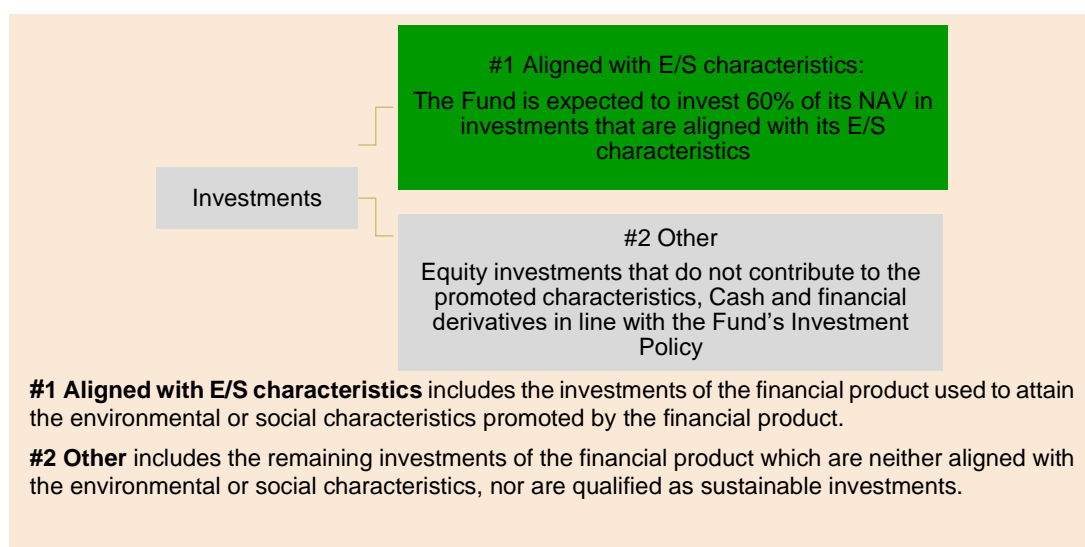 #1 Aligned with E/S characteristics:
The Fund is expected to invest 60% of its NAV in
investments that are aligned with its E/S
characteristics
Investments
#2 Other
Equity investments that do not contribute to the
promoted characteristics, Cash and financial
derivatives in line with the Fund’s Investment
Policy
#1 Aligned with E/S characteristics includes the investments of the financial product used to attain
the environmental or social characteristics promoted by the financial product.
#2 Other includes the remaining investments of the financial product which are neither aligned with
the environmental or social characteristics, nor are qualified as sustainable investments.